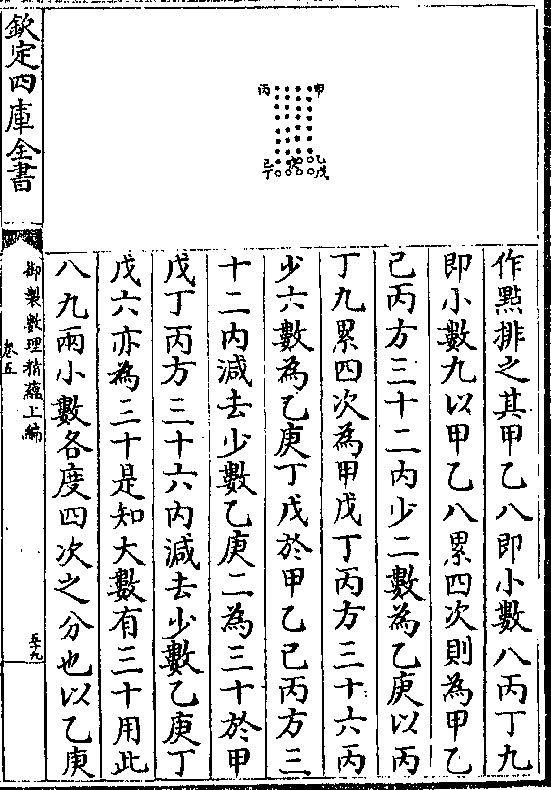 丙
甲
己
丁
庚
乙
戊
作點排之其甲乙八即小數八丙丁九
即小數九以甲乙八累四次則為甲乙
己丙方三十二內少二數為乙庚以丙
丁九累四次為甲戊丁丙方三十六丙
少六數為乙庚丁戊於甲乙己丙方三
十二內減去少數乙庚二為三十於甲
戊丁丙方三十六內減去少數乙庚丁
戊六亦為三十是知大數有三十用此
八九兩小數各度四次之分也以乙庚
欽定四庫全書
御製數理精蘊上編
卷五
五十九